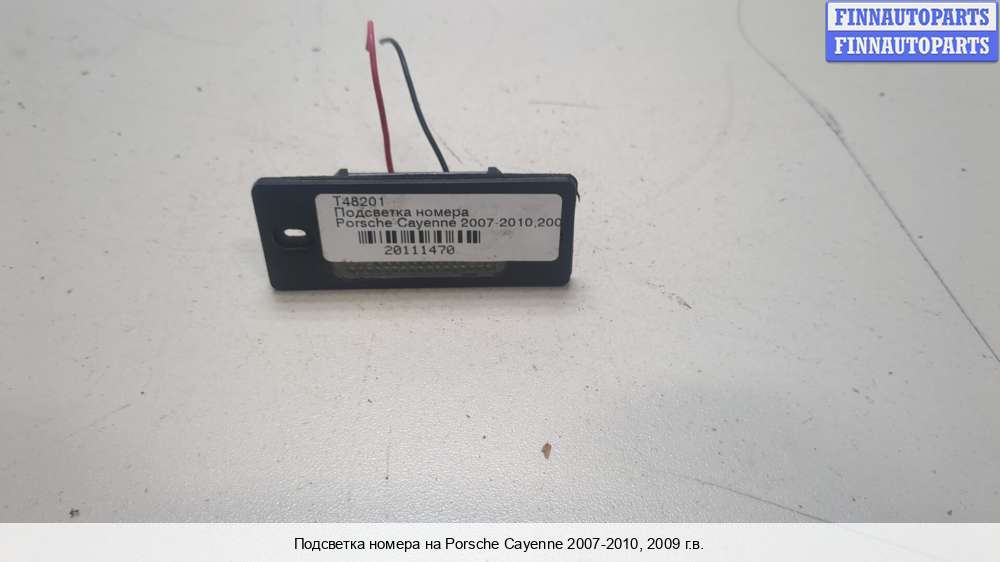 FINNAUTOPARTS
FINNAUTOPARTS
T48201
Подсветка номера
Porsche Cayenne 2007-2010,200
20111470
Подсветка номера на Porsche Cayenne 2007-2010, 2009 г.в.